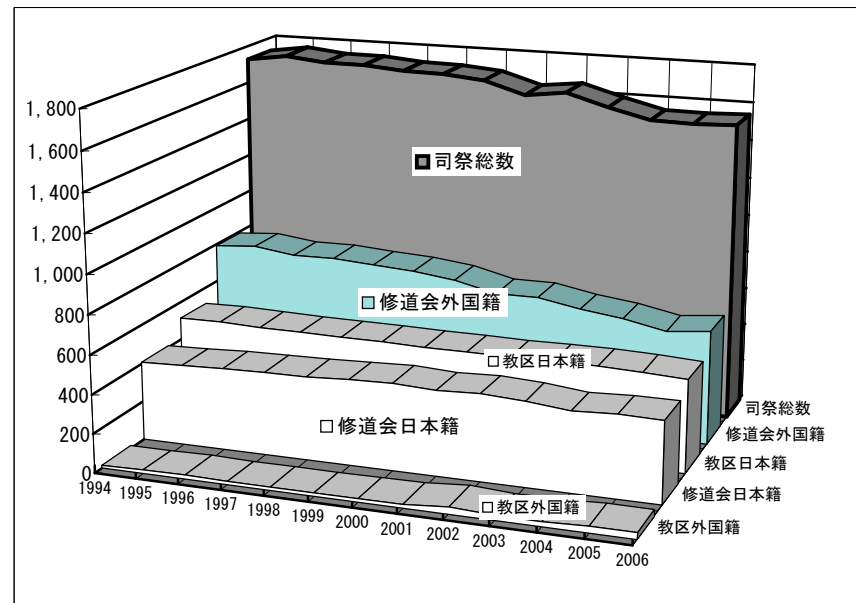 1,800
1,600
1,400
1,200
1,000
800
600
400
200
0
司祭総数
修道会外国籍
教区日本籍
修道会日本籍
教区外国籍
司祭総数
修道会外国籍
教区日本籍
修道会日本籍
教区外国籍
1994
1995
1996
1997
1998
1999
2000
2001
2002
2003
2004
2005
2006